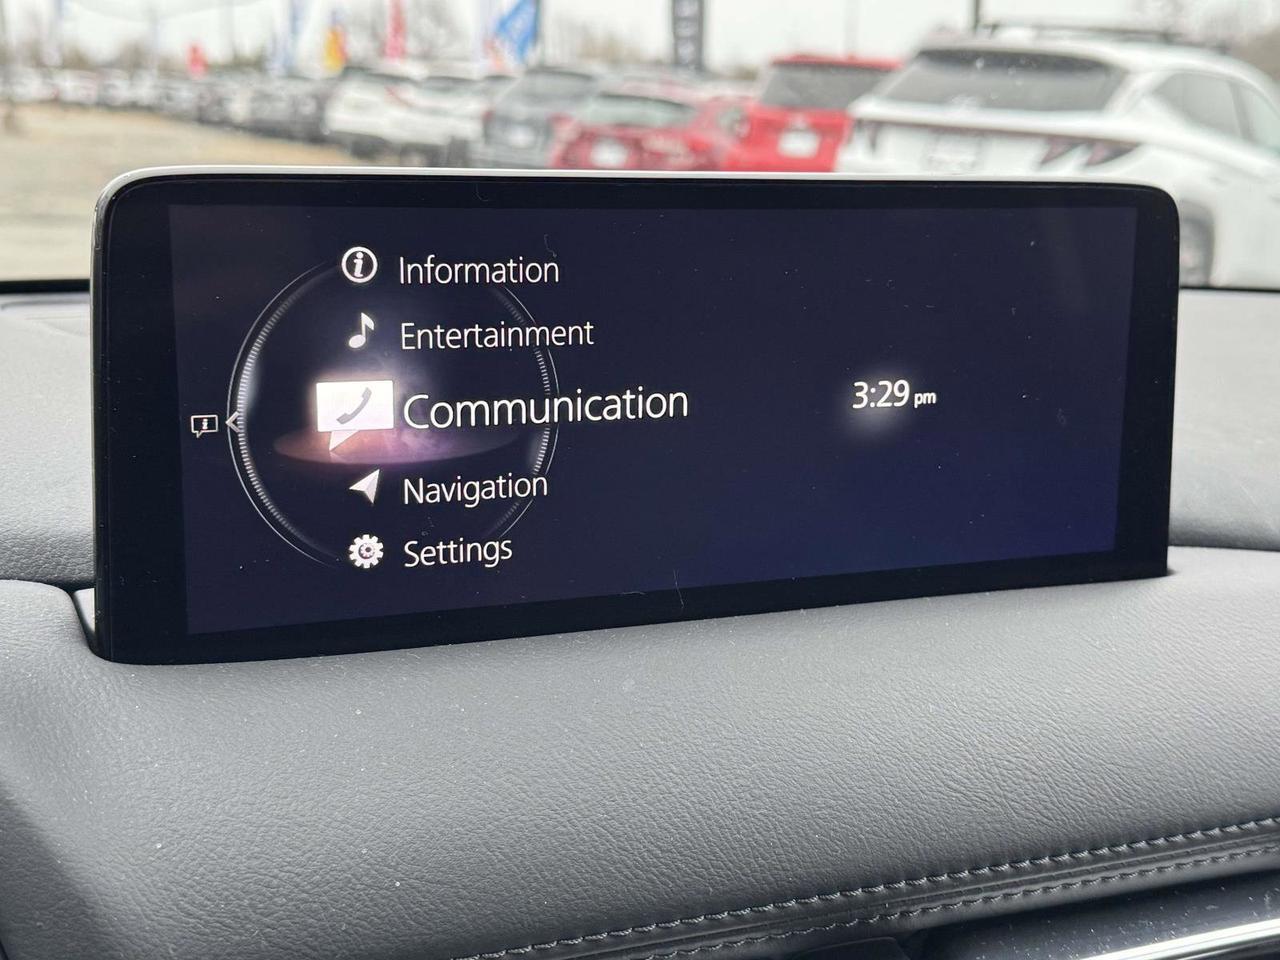 Information
Entertainment
Communication
3:29 pm
Navigation
Settings